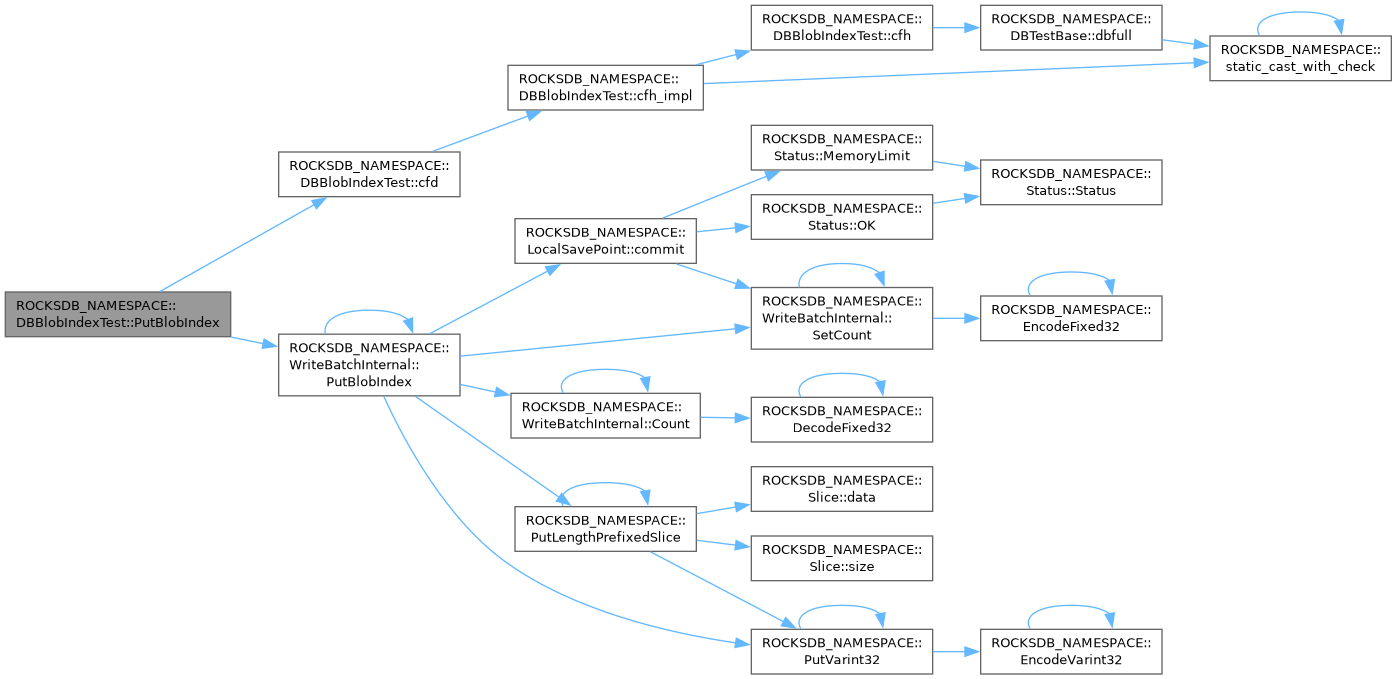 ROCKSDB_NAMESPACE::
DBBlobIndexTest::PutBlobIndex
ROCKSDB_NAMESPACE::
DBBlobIndexTest::cfd
ROCKSDB_NAMESPACE::
DBBlobIndexTest::cfh_impl
ROCKSDB_NAMESPACE::
DBBlobIndexTest::cfh
ROCKSDB_NAMESPACE::
DBTestBase::dbfull
ROCKSDB_NAMESPACE::
static_cast_with_check
ROCKSDB_NAMESPACE::
WriteBatchInternal::
PutBlobIndex
ROCKSDB_NAMESPACE::
LocalSavePoint::commit
ROCKSDB_NAMESPACE::
Status::MemoryLimit
ROCKSDB_NAMESPACE::
Status::OK
ROCKSDB_NAMESPACE::
Status::Status
ROCKSDB_NAMESPACE::
WriteBatchInternal::
SetCount
ROCKSDB_NAMESPACE::
EncodeFixed32
ROCKSDB_NAMESPACE::
WriteBatchInternal::Count
ROCKSDB_NAMESPACE::
DecodeFixed32
ROCKSDB_NAMESPACE::
PutLengthPrefixedSlice
ROCKSDB_NAMESPACE::
Slice::data
ROCKSDB_NAMESPACE::
Slice::size
ROCKSDB_NAMESPACE::
PutVarint32
ROCKSDB_NAMESPACE::
EncodeVarint32